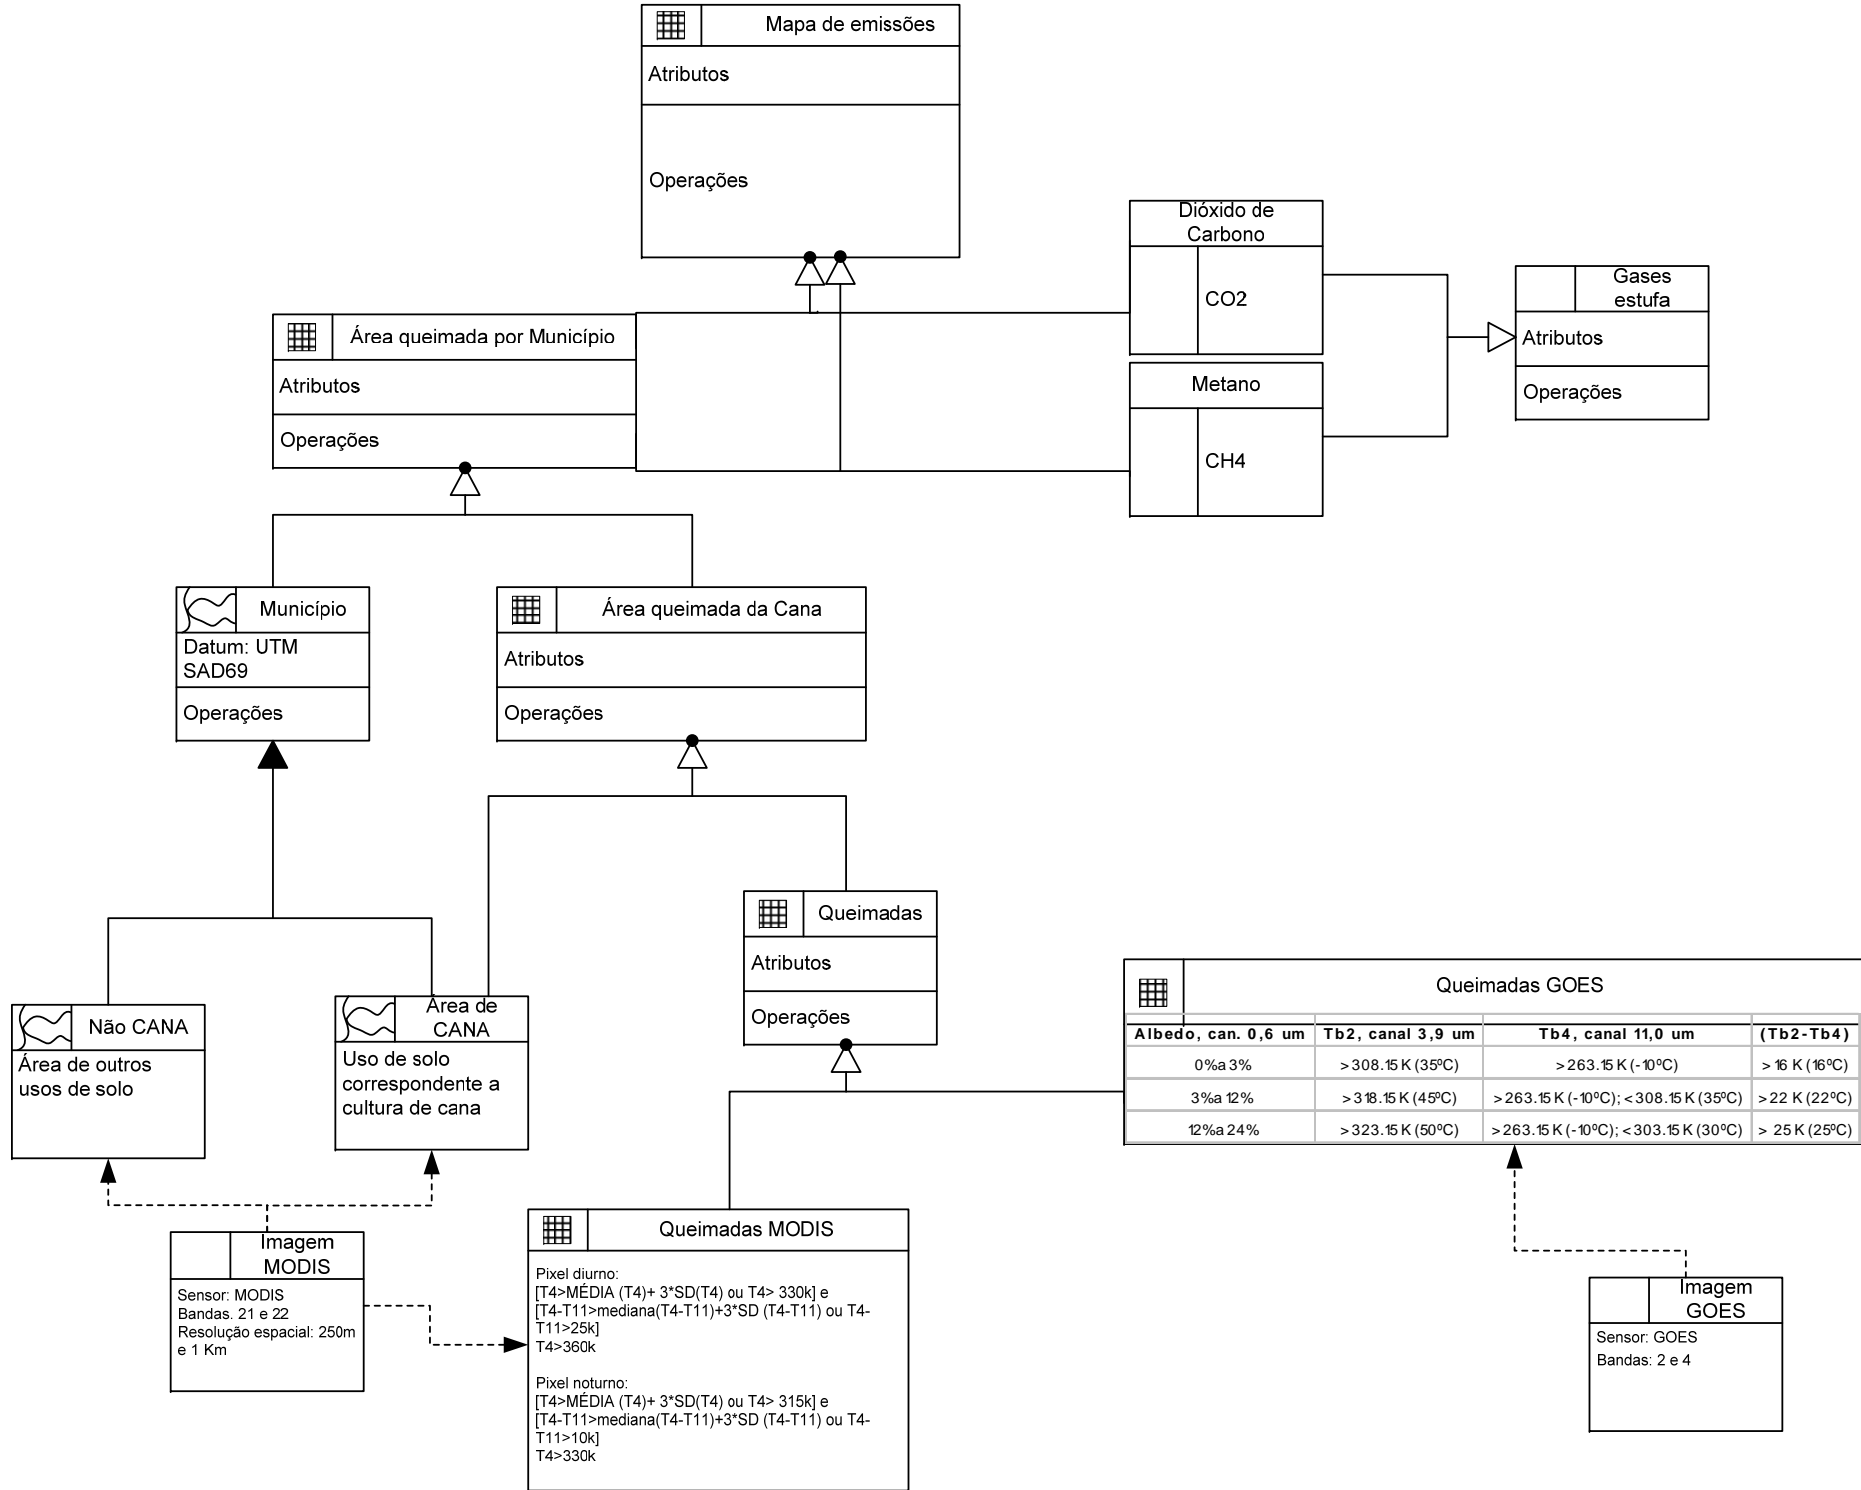 Mapa de emissões
Atributos
Operações
Dióxido de
Carbono
CO2
Gases
estufa
Atributos
Operações
Área queimada por Município
Atributos
Operações
Metano
CH4
Município
Datum: UTM
SAD69
Operações
Área queimada da Cana
Atributos
Operações
Queimadas
Atributos
Operações
Não CANA
Área de outros
usos de solo
Área de
CANA
Uso de solo
correspondente a
cultura de cana
Queimadas GOES
Albedo, can. 0,6 um Tb2, canal 3,9 um Tb4, canal 11,0 um (Tb2-Tb4)
0% a 3% >308.15 K (35ºC) >263.15 K (-10ºC) >16 K (16ºC)
3% a 12% >318.15 K (45ºC) >263.15 K (-10ºC); <308.15 K (35ºC) >22 K (22ºC)
12% a 24% >323.15 K (50ºC) >263.15 K (-10ºC); <303.15 K (30ºC) > 25 K (25ºC)
Imagem
MODIS
Sensor: MODIS
Bandas. 21 e 22
Resolução espacial: 250m
e 1 Km
Queimadas MODIS
Pixel diurno:
[T4>MÉDIA (T4)+ 3*SD(T4) ou T4> 330k] e
[T4-T11>mediana(T4-T11)+3*SD (T4-T11) ou T4-
T11>25k]
T4>360k
Pixel noturno:
[T4>MÉDIA (T4)+ 3*SD(T4) ou T4> 315k] e
[T4-T11>mediana(T4-T11)+3*SD (T4-T11) ou T4-
T11>10k]
T4>330k
Imagem
GOES
Sensor: GOES
Bandas: 2 e 4